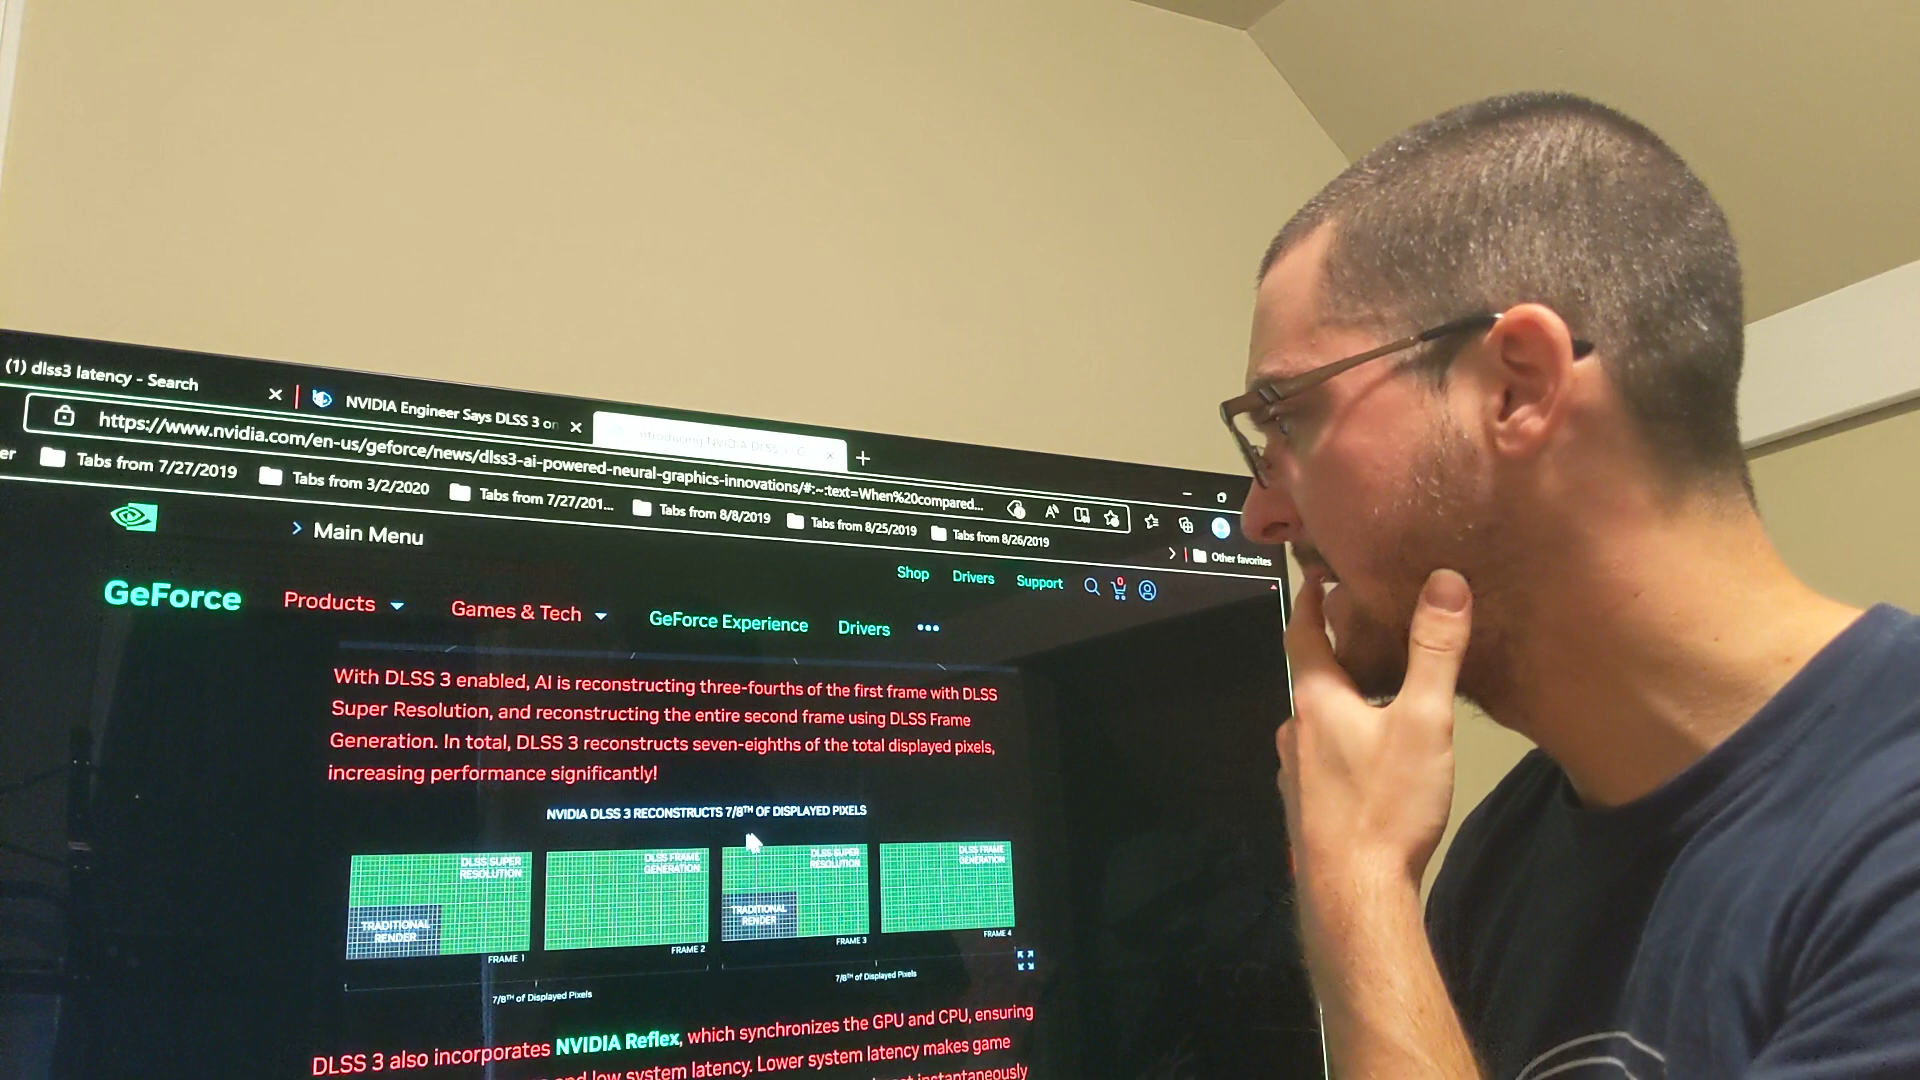 (1) dlss3 latency - Search
NVIDIA Engineer Says DLSS 3 on
Introducing NVIDIA DLSS
https://www.nvidia.com/en-us/geforce/news/dlss3-ai-powered-neural-graphics-innovations/#:~:text=When%20compared...
er
Tabs from 7/27/2019
Tabs from 3/2/2020
Tabs from 7/27/201...
Tabs from 8/8/2019
Tabs from 8/25/2019
Tabs from 8/26/2019
Other favorites
> Main Menu
Shop Drivers Support
0
GeForce
Products
Games & Tech
GeForce Experience
Drivers
With DLSS 3 enabled, AI is reconstructing three-fourths of the first frame with DLSS
Super Resolution, and reconstructing the entire second frame using DLSS Frame
Generation. In total, DLSS 3 reconstructs seven-eighths of the total displayed pixels,
increasing performance significantly!
NVIDIA DLSS 3 RECONSTRUCTS 7/8TH OF DISPLAYED PIXELS
DLSS SUPER
RESOLUTION
TRADITIONAL
RENDER
FRAME 1
DLSS FRAME
GENERATION
FRAME 2
DLSS SUPER
RESOLUTION
TRADITIONAL
RENDER
FRAME 3
DLSS FRAME
GENERATION
FRAME 4
7/8TH of Displayed Pixels
7/8TH of Displayed Pixels
DLSS 3 also incorporates NVIDIA Reflex, which synchronizes the GPU and CPU, ensuring
and low system latency. Lower system latency makes game
instantaneously